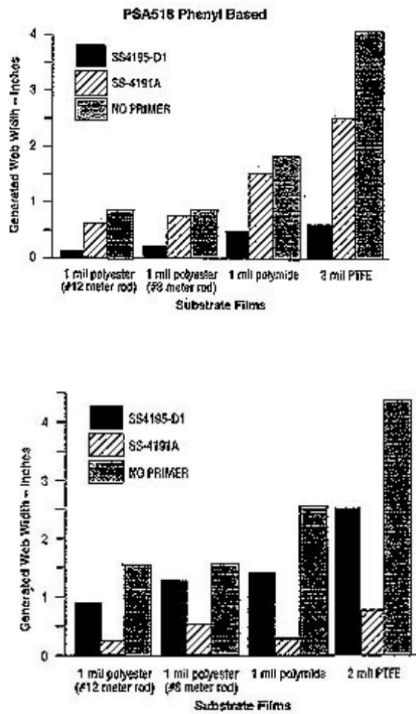 PSA518 Phenyl Based
Generated Web Width - Inches
4
3
2
1
0
SS4195-D1
SS-4191A
NO PRIMER
1 mil polyester (#12 meter rod)
1 mil polyester (#8 meter rod)
1 mil polymide
2 mil PTFE
Substrate Films
Generated Web Width - Inches
4
3
2
1
0
SS4195-D1
SS-4191A
NO PRIMER
1 mil polyester (#12 meter rod)
1 mil polyester (#8 meter rod)
1 mil polymide
2 mil PTFE
Substrate Films